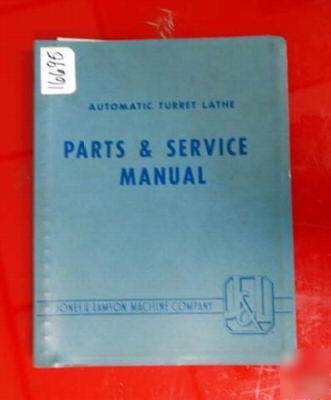 16695
AUTOMATIC TURRET LATHE
PARTS & SERVICE
MANUAL
JONES & LAMSON MACHINE COMPANY
J&L